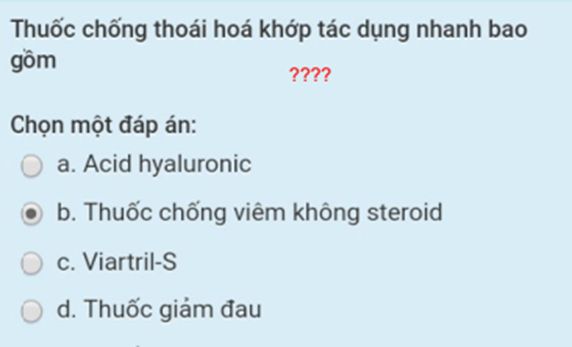 Thuốc chống thoái hoá khớp tác dụng nhanh bao
gồm
????
Chọn một đáp án:
a. Acid hyaluronic
b. Thuốc chống viêm không steroid
c. Viartril-S
d. Thuốc giảm đau